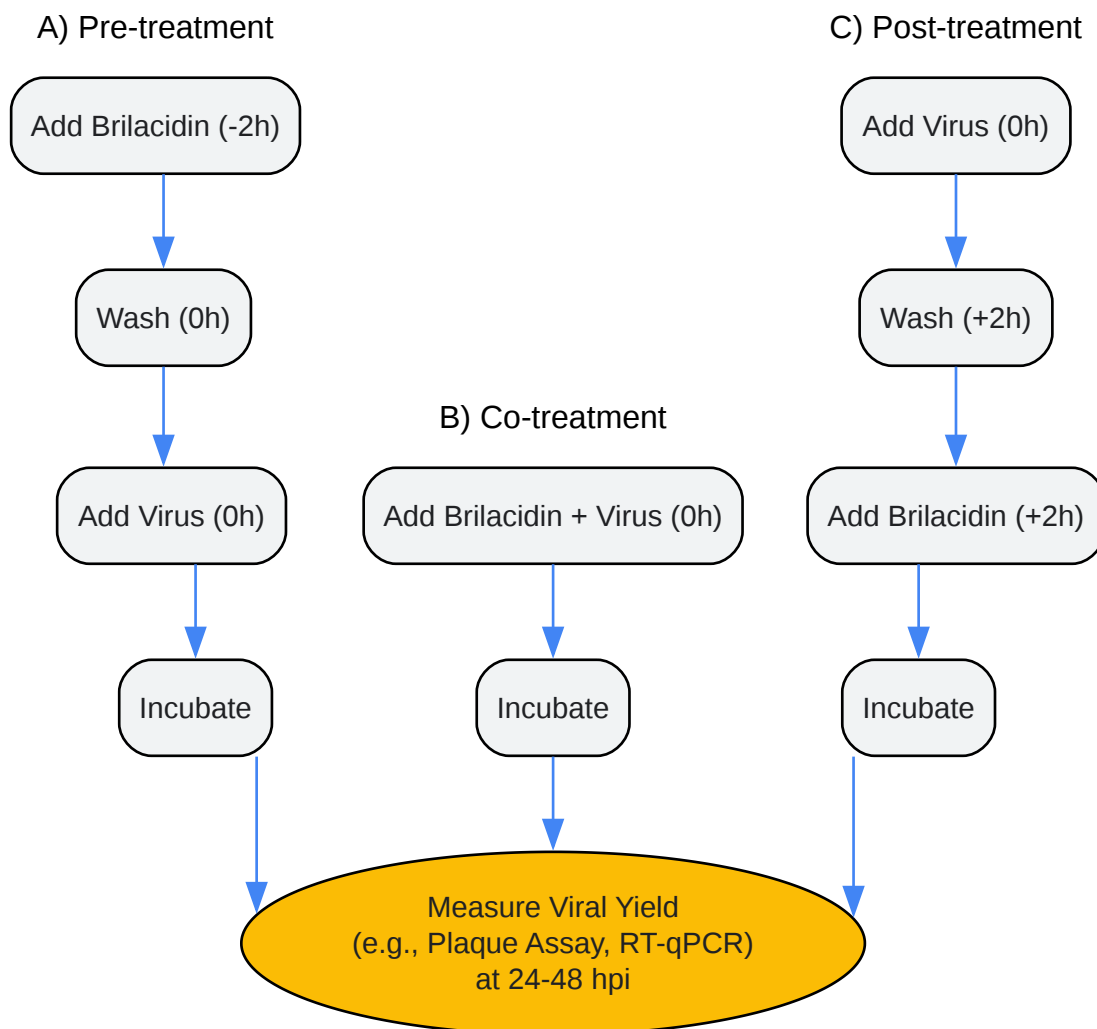 A) Pre-treatment
Add Brilacidin (-2h)
Wash (0h)
Add Virus (0h)
Incubate
B) Co-treatment
Add Brilacidin + Virus (0h)
Incubate
C) Post-treatment
Add Virus (0h)
Wash (+2h)
Add Brilacidin (+2h)
Incubate
Measure Viral Yield
(e.g., Plaque Assay, RT-qPCR)
at 24-48 hpi